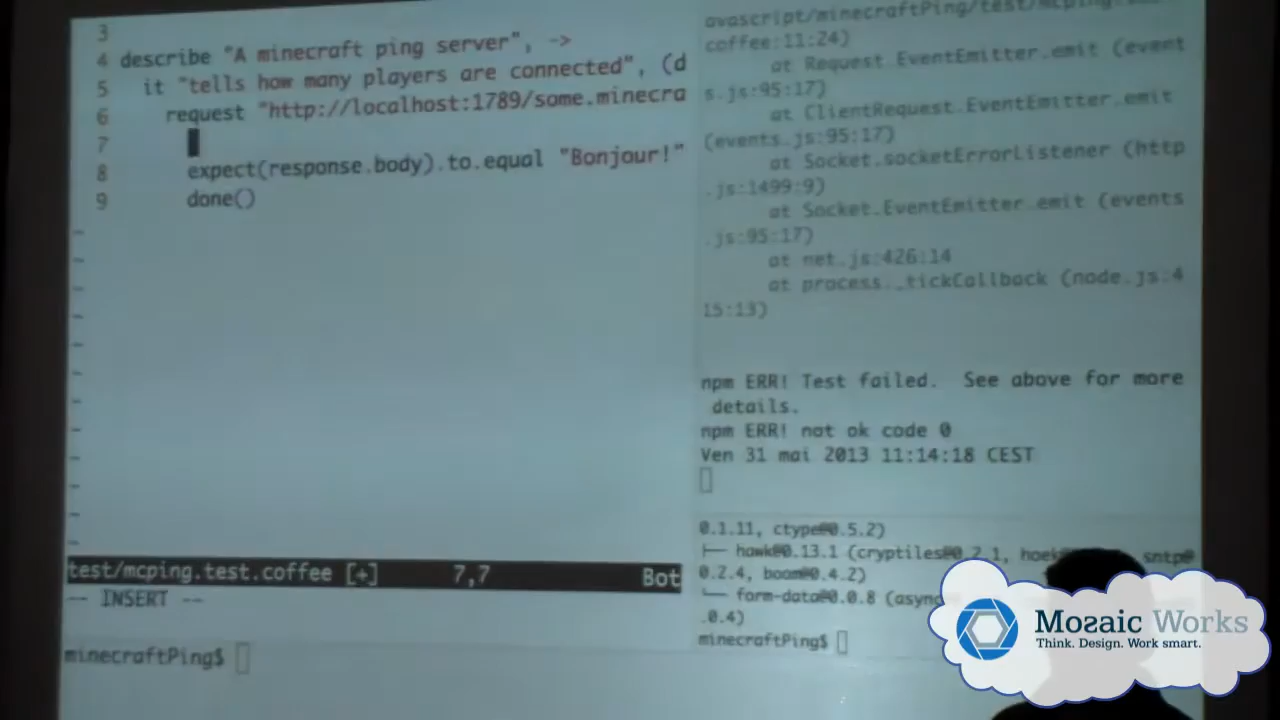 3
4 describe "A minecraft ping server", ->
5 it "tells how many players are connected", (d
6 request "http://localhost:1789/some.minecra
7
8 expect(response.body).to.equal "Bonjour!"
9 done()
~
~
~
~
~
~
~
~
~
~
~
~
test/mcping.test.coffee [+] 7,7 Bot
-- INSERT --
minecraftPing$
avascript/minecraftPing/test/mcping.
coffee:11:24)
at Request.EventEmitter.emit (event
s.js:95:17)
at ClientRequest.EventEmitter.emit
(events.js:95:17)
at Socket.socketErrorListener (http
.js:1499:9)
at Socket.EventEmitter.emit (events
.js:95:17)
at net.js:426:14
at process._tickCallback (node.js:4
15:13)
npm ERR! Test failed. See above for more
details.
npm ERR! not ok code 0
Ven 31 mai 2013 11:14:18 CEST
0.1.11, ctype@0.5.2)
├── hawk@0.13.1 (cryptiles@0.2.1, sntp@
0.2.4, boom@0.4.2)
└── form-data@0.0.8 (async
.0.4)
minecraftPing$
Mozaic Works
Think. Design. Work smart.